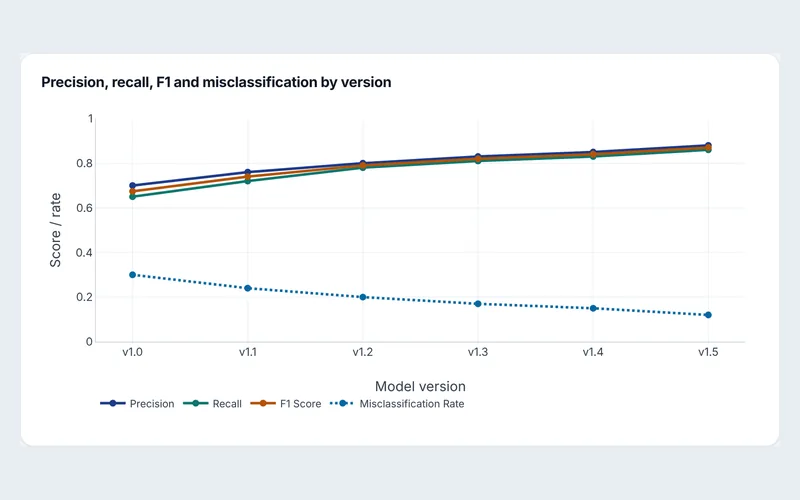 Precision, recall, F1 and misclassification by version
1
0.8
0.6
0.4
0.2
0
Score / rate
v1.0 v1.1 v1.2 v1.3 v1.4 v1.5
Model version
Precision Recall F1 Score Misclassification Rate